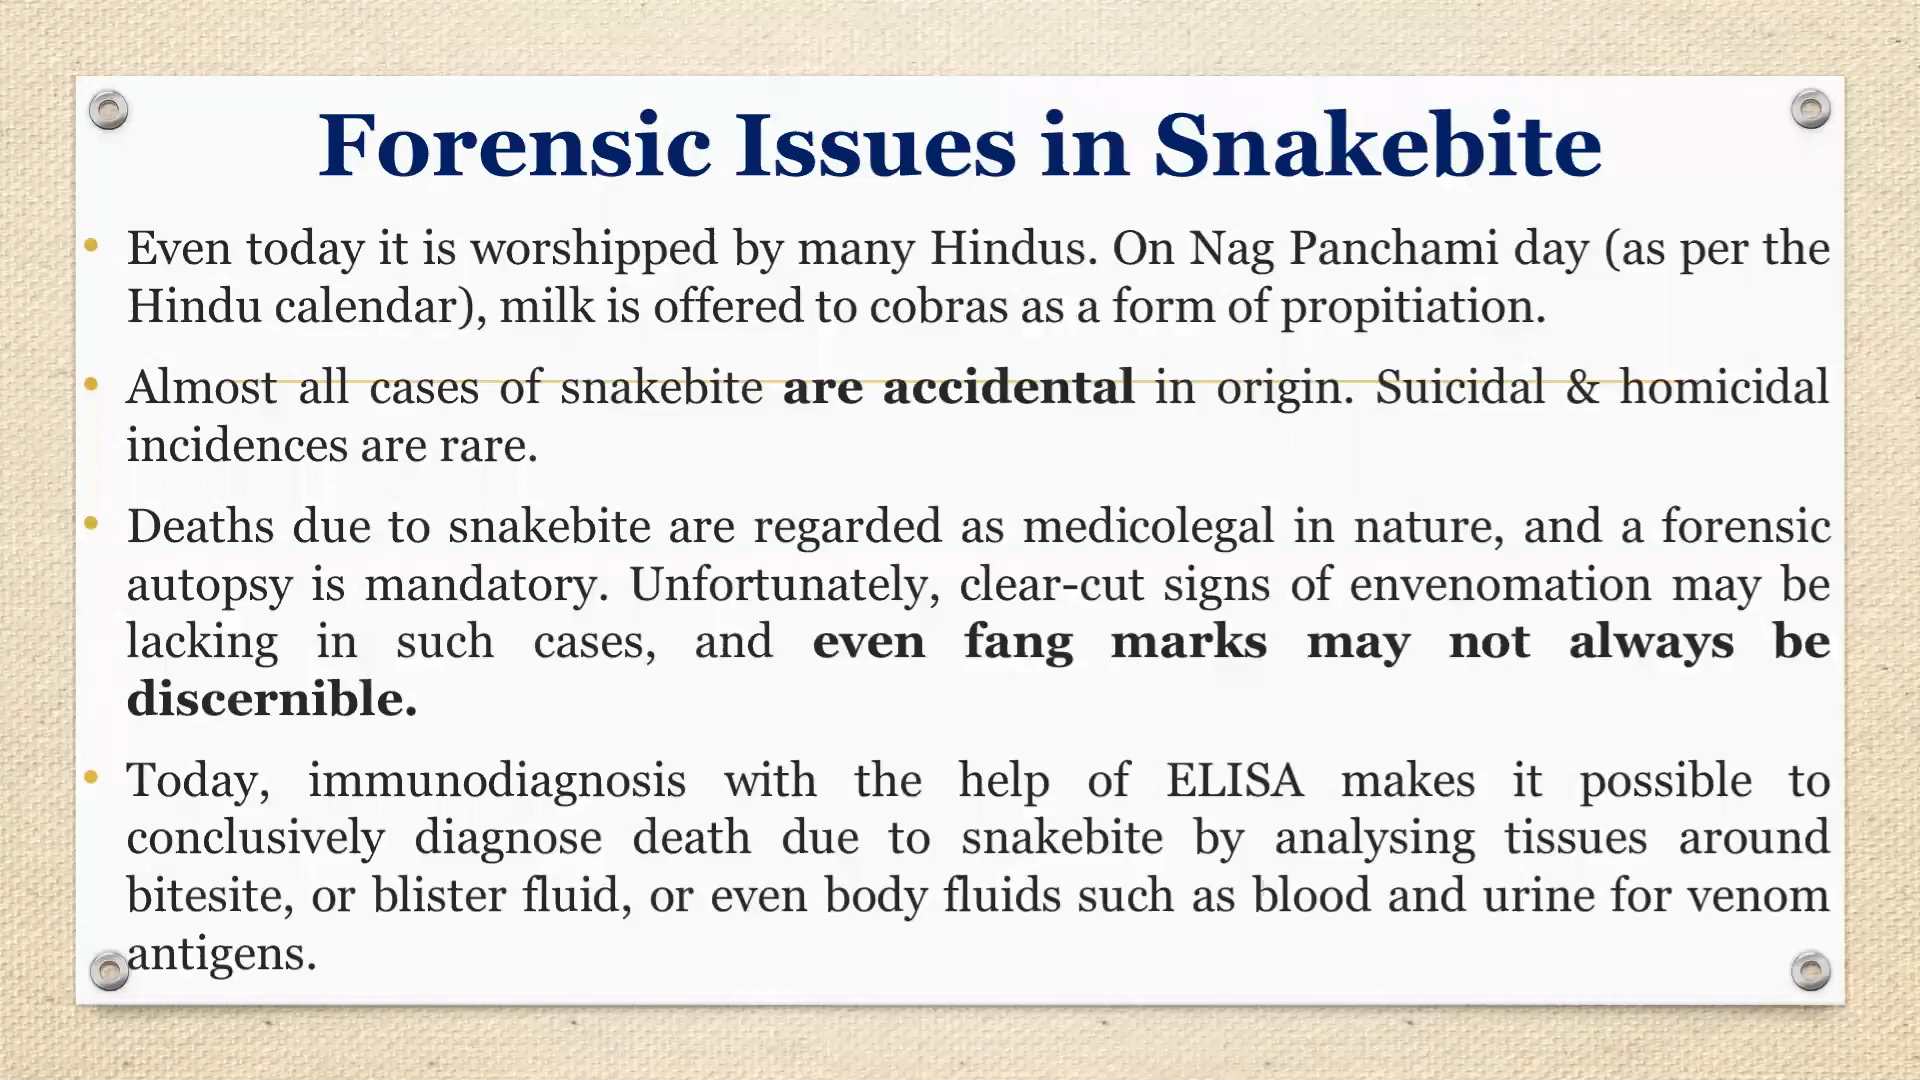 Forensic Issues in Snakebite
• Even today it is worshipped by many Hindus. On Nag Panchami day (as per the
Hindu calendar), milk is offered to cobras as a form of propitiation.
• Almost all cases of snakebite are accidental in origin. Suicidal & homicidal
incidences are rare.
• Deaths due to snakebite are regarded as medicolegal in nature, and a forensic
autopsy is mandatory. Unfortunately, clear-cut signs of envenomation may be
lacking in such cases, and even fang marks may not always be
discernible.
• Today, immunodiagnosis with the help of ELISA makes it possible to
conclusively diagnose death due to snakebite by analysing tissues around
bitesite, or blister fluid, or even body fluids such as blood and urine for venom
antigens.